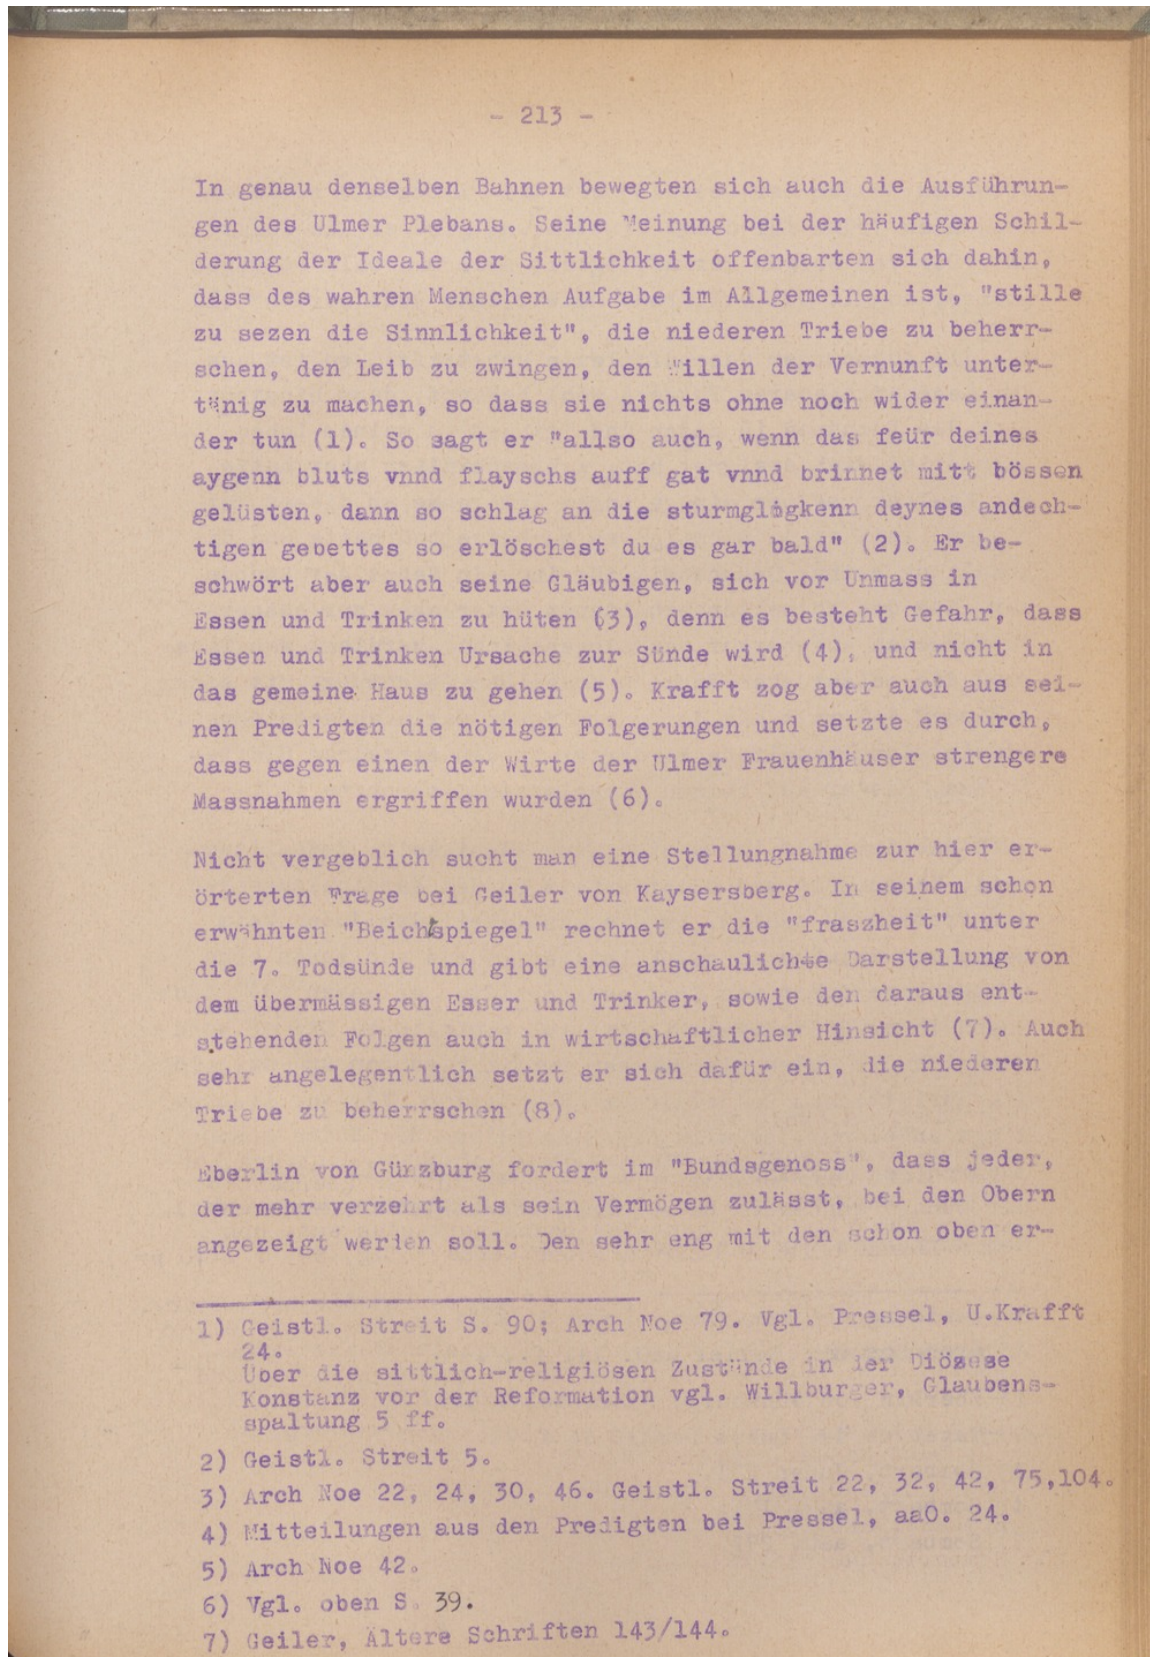 - 213 -
In genau denselben Bahnen bewegten sich auch die Ausführun-
gen des Ulmer Plebans. Seine Meinung bei der häufigen Schil-
derung der Ideale der Sittlichkeit offenbarten sich dahin,
dass des wahren Menschen Aufgabe im Allgemeinen ist, "stille
zu sezen die Sinnlichkeit", die niederen Triebe zu beherr-
schen, den Leib zu zwingen, den Willen der Vernunft unter-
tänig zu machen, so dass sie nichts ohne noch wider einan-
der tun (1). So sagt er "allso auch, wenn das feür deines
aygenn bluts vnnd flayschs auff gat vnnd brinnet mitt bössen
gelüsten, dann so schlag an die sturmglogkenn deynes andech-
tigen gebettes so erlöschest du es gar bald" (2). Er be-
schwört aber auch seine Gläubigen, sich vor Unmass in
Essen und Trinken zu hüten (3), denn es besteht Gefahr, dass
Essen und Trinken Ursache zur Sünde wird (4), und nicht in
das gemeine Haus zu gehen (5). Krafft zog aber auch aus sei-
nen Predigten die nötigen Folgerungen und setzte es durch,
dass gegen einen der Wirte der Ulmer Frauenhäuser strengere
Massnahmen ergriffen wurden (6).
Nicht vergeblich sucht man eine Stellungnahme zur hier er-
örterten Frage bei Geiler von Kaysersberg. In seinem schon
erwähnten "Beichtspiegel" rechnet er die "fraszheit" unter
die 7. Todsünde und gibt eine anschaulichte Darstellung von
dem übermässigen Esser und Trinker, sowie den daraus ent-
stehenden Folgen auch in wirtschaftlicher Hinsicht (7). Auch
sehr angelegentlich setzt er sich dafür ein, die niederen
Triebe zu beherrschen (8).
Eberlin von Günzburg fordert im "Bundsgenoss", dass jeder,
der mehr verzehrt als sein Vermögen zulässt, bei den Obern
angezeigt werden soll. Den sehr eng mit den schon oben er-
1) Geistl. Streit S. 90; Arch Noe 79. Vgl. Pressel, U.Krafft
24.
Über die sittlich-religiösen Zustände in der Diözese
Konstanz vor der Reformation vgl. Willburger, Glaubens-
spaltung 5 ff.
2) Geistl. Streit 5.
3) Arch Noe 22, 24, 30, 46. Geistl. Streit 22, 32, 42, 75,104.
4) Mitteilungen aus den Predigten bei Pressel, aaO. 24.
5) Arch Noe 42.
6) Vgl. oben S. 39.
7) Geiler, Ältere Schriften 143/144.